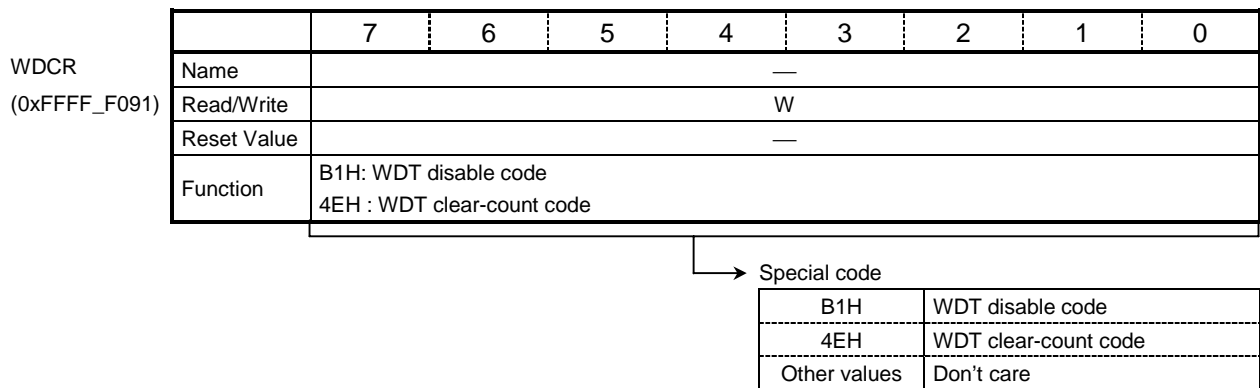 7 6 5 4 3 2 1 0
WDCR
(0xFFFF_F091)
Name —
Read/Write W
Reset Value —
Function
B1H: WDT disable code
4EH : WDT clear-count code
Special code
B1H WDT disable code
4EH WDT clear-count code
Other values Don’t care